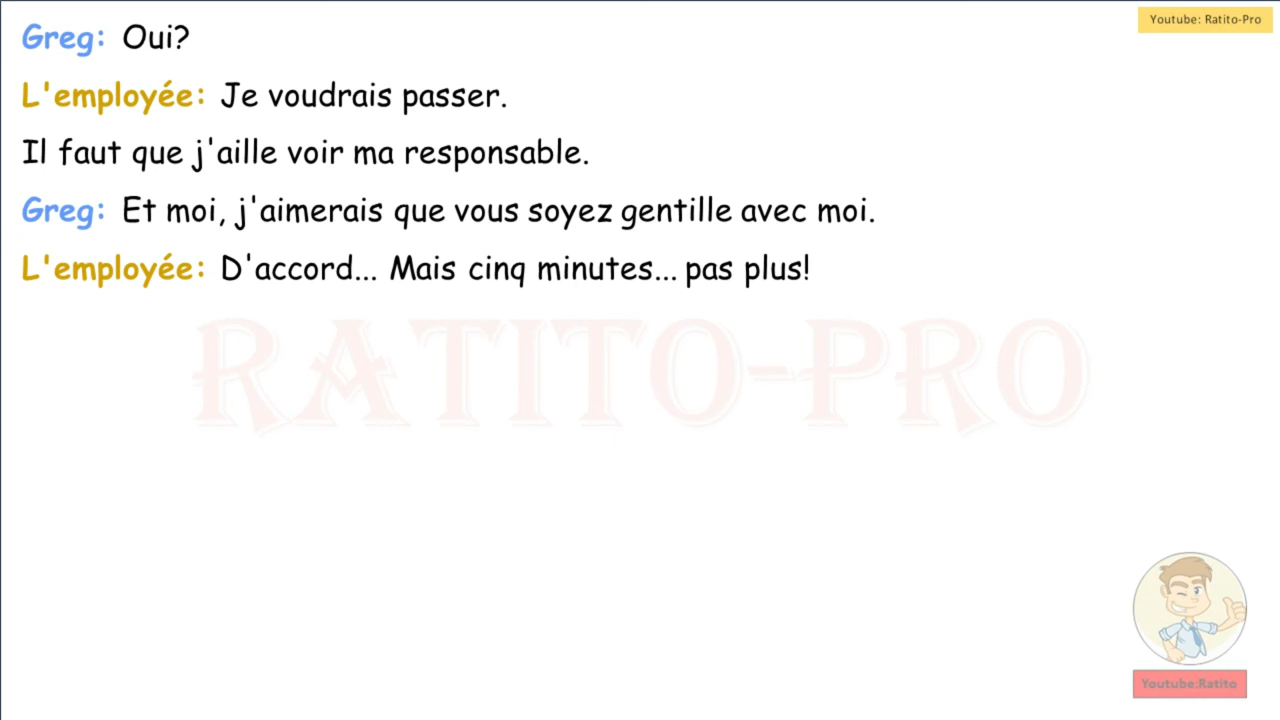 Youtube: Ratito-Pro
Greg: Oui?
L'employée: Je voudrais passer.
Il faut que j'aille voir ma responsable.
Greg: Et moi, j'aimerais que vous soyez gentille avec moi.
L'employée: D'accord... Mais cinq minutes... pas plus!
RATITO-PRO
Youtube:Ratito